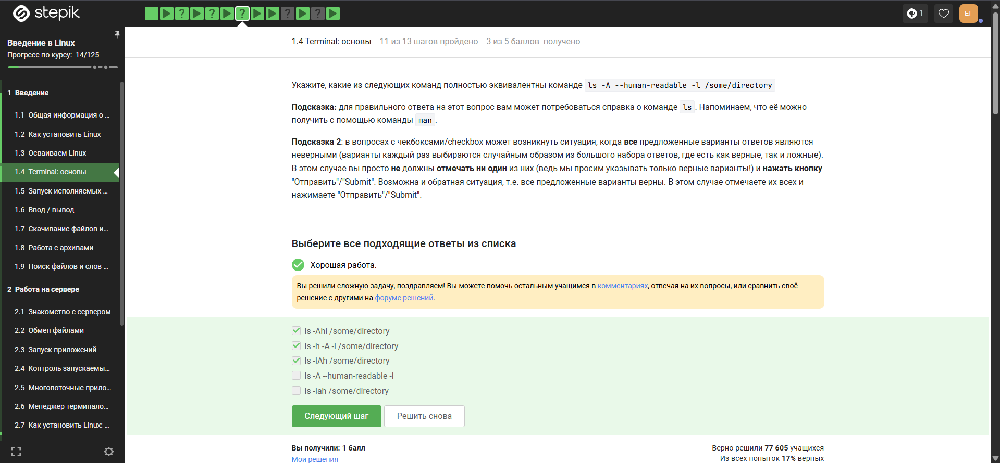 stepik
1
ЕГ
Введение в Linux
Прогресс по курсу: 14/125
1 Введение
1.1 Общая информация о ...
1.2 Как установить Linux
1.3 Осваиваем Linux
1.4 Terminal: основы
1.5 Запуск исполняемых ...
1.6 Ввод / вывод
1.7 Скачивание файлов и...
1.8 Работа с архивами
1.9 Поиск файлов и слов ...
2 Работа на сервере
2.1 Знакомство с сервером
2.2 Обмен файлами
2.3 Запуск приложений
2.4 Контроль запускаемы...
2.5 Многопоточные прило...
2.6 Менеджер терминало...
2.7 Как установить Linux: ...
1.4 Terminal: основы 11 из 13 шагов пройдено 3 из 5 баллов получено
Укажите, какие из следующих команд полностью эквивалентны команде ls -A --human-readable -l /some/directory
Подсказка: для правильного ответа на этот вопрос вам может потребоваться справка о команде ls. Напоминаем, что её можно
получить с помощью команды man.
Подсказка 2: в вопросах с чекбоксами/checkbox может возникнуть ситуация, когда все предложенные варианты ответов являются
неверными (варианты каждый раз выбираются случайным образом из большого набора ответов, где есть как верные, так и ложные).
В этом случае вы просто не должны отмечать ни один из них (ведь мы просим указывать только верные варианты!) и нажать кнопку
"Отправить"/"Submit". Возможна и обратная ситуация, т.е. все предложенные варианты верны. В этом случае отмечаете их всех и
нажимаете "Отправить"/"Submit".
Выберите все подходящие ответы из списка
Хорошая работа.
Вы решили сложную задачу, поздравляем! Вы можете помочь остальным учащимся в комментариях, отвечая на их вопросы, или сравнить своё
решение с другими на форуме решений.
ls -Ahl /some/directory
ls -h -A -l /some/directory
ls -lAh /some/directory
ls -A --human-readable -l
ls -lah /some/directory
Следующий шаг
Решить снова
Вы получили: 1 балл
Мои решения
Верно решили 77 605 учащихся
Из всех попыток 17% верных